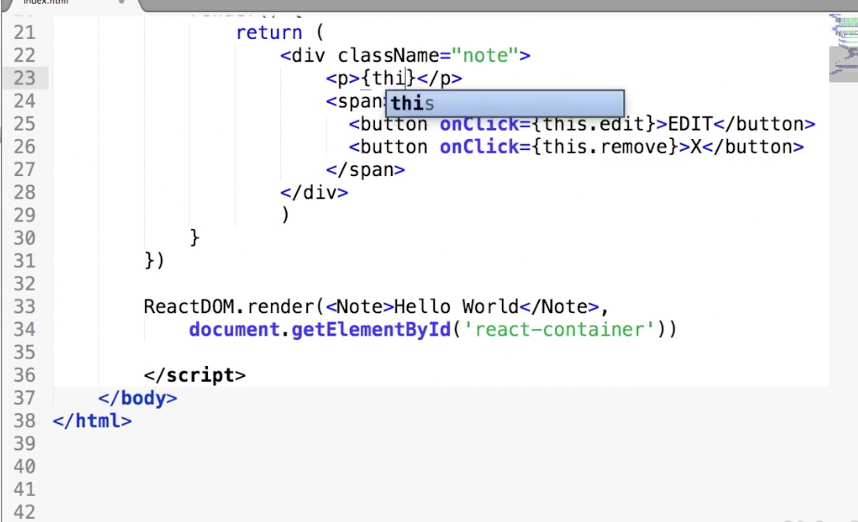 index.html
21 return (
22 <div className="note">
23 <p>{thi}</p>
this
24 <span
25 <button onClick={this.edit}>EDIT</button>
26 <button onClick={this.remove}>X</button>
27 </span>
28 </div>
29 )
30 }
31 })
32
33 ReactDOM.render(<Note>Hello World</Note>,
34 document.getElementById('react-container'))
35
36 </script>
37 </body>
38 </html>
39
40
41
42